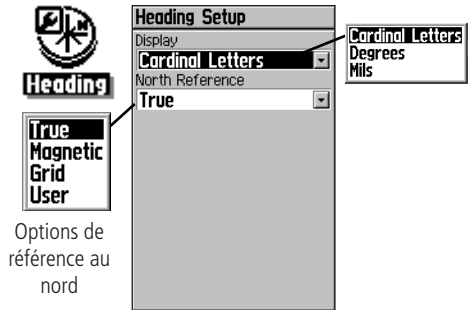 Heading
Heading Setup
Display
Cardinal Letters
North Reference
True
Cardinal Letters
Degrees
Mils
True
Magnetic
Grid
User
Options de
référence au
nord